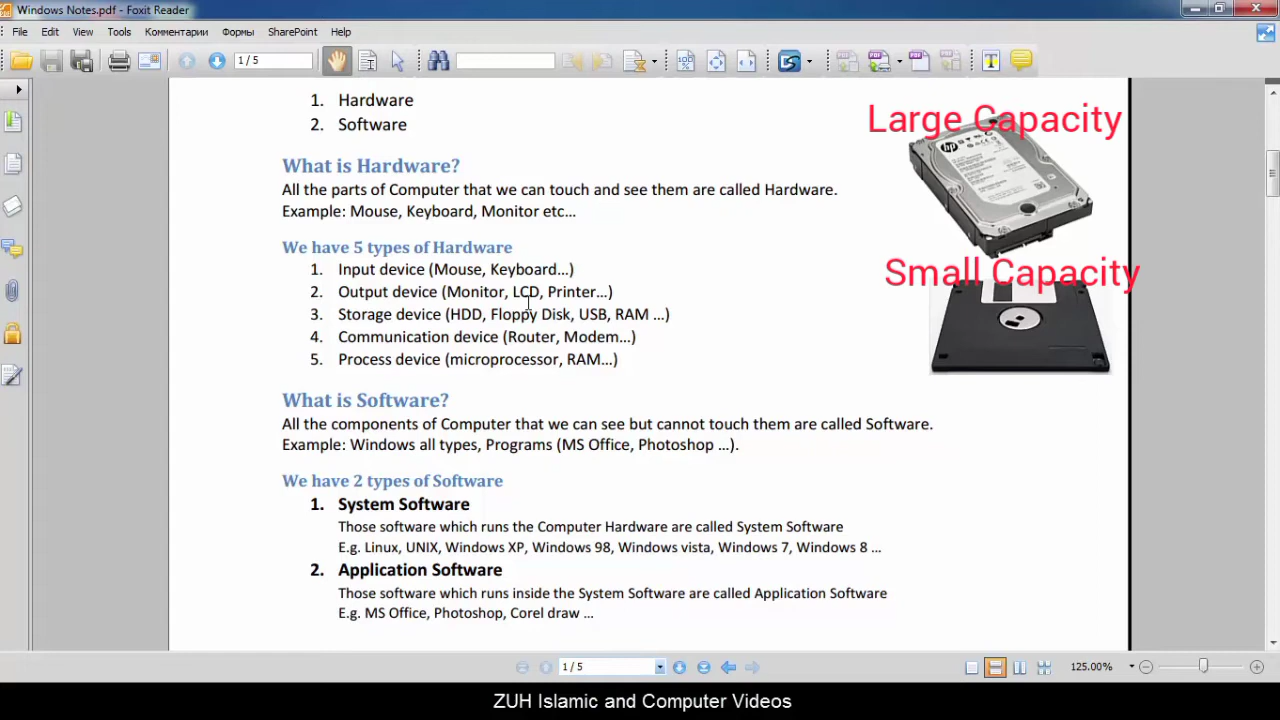 Windows Notes.pdf - Foxit Reader
File Edit View Tools Комментарии Формы SharePoint Help
1 / 5
1. Hardware
2. Software
What is Hardware?
All the parts of Computer that we can touch and see them are called Hardware.
Example: Mouse, Keyboard, Monitor etc...
We have 5 types of Hardware
1. Input device (Mouse, Keyboard...)
2. Output device (Monitor, LCD, Printer...)
3. Storage device (HDD, Floppy Disk, USB, RAM ...)
4. Communication device (Router, Modem...)
5. Process device (microprocessor, RAM...)
Large Capacity
hp
Small Capacity
What is Software?
All the components of Computer that we can see but cannot touch them are called Software.
Example: Windows all types, Programs (MS Office, Photoshop ...).
We have 2 types of Software
1. System Software
Those software which runs the Computer Hardware are called System Software
E.g. Linux, UNIX, Windows XP, Windows 98, Windows vista, Windows 7, Windows 8 ...
2. Application Software
Those software which runs inside the System Software are called Application Software
E.g. MS Office, Photoshop, Corel draw ...
1 / 5
125.00%
ZUH Islamic and Computer Videos